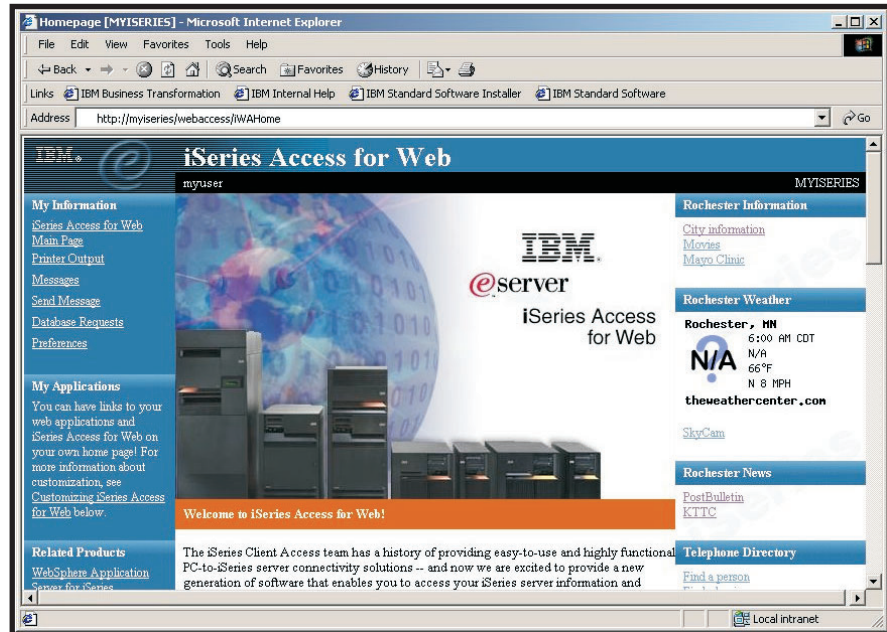 Homepage [MYISERIES] - Microsoft Internet Explorer
File Edit View Favorites Tools Help
Back Search Favorites History
Links IBM Business Transformation IBM Internal Help IBM Standard Software Installer IBM Standard Software
Address http://myiseries/webaccess/iWAHome Go
IBM. e iSeries Access for Web
myuser MYISERIES
My Information
iSeries Access for Web
Main Page
Printer Output
Messages
Send Message
Database Requests
Preferences
My Applications
You can have links to your
web applications and
iSeries Access for Web on
your own home page! For
more information about
customization, see
Customizing iSeries Access
for Web below.
Related Products
WebSphere Application
Server for iSeries
IBM.
e server
iSeries Access
for Web
Welcome to iSeries Access for Web!
The iSeries Client Access team has a history of providing easy-to-use and highly functional
PC-to-iSeries server connectivity solutions -- and now we are excited to provide a new
generation of software that enables you to access your iSeries server information and
Rochester Information
City information
Movies
Mayo Clinic
Rochester Weather
Rochester, MN
6:00 AM CDT
N/A
N/A
66°F
N 8 MPH
theweathercenter.com
SkyCam
Rochester News
PostBulletin
KTTC
Telephone Directory
Find a person
Local intranet